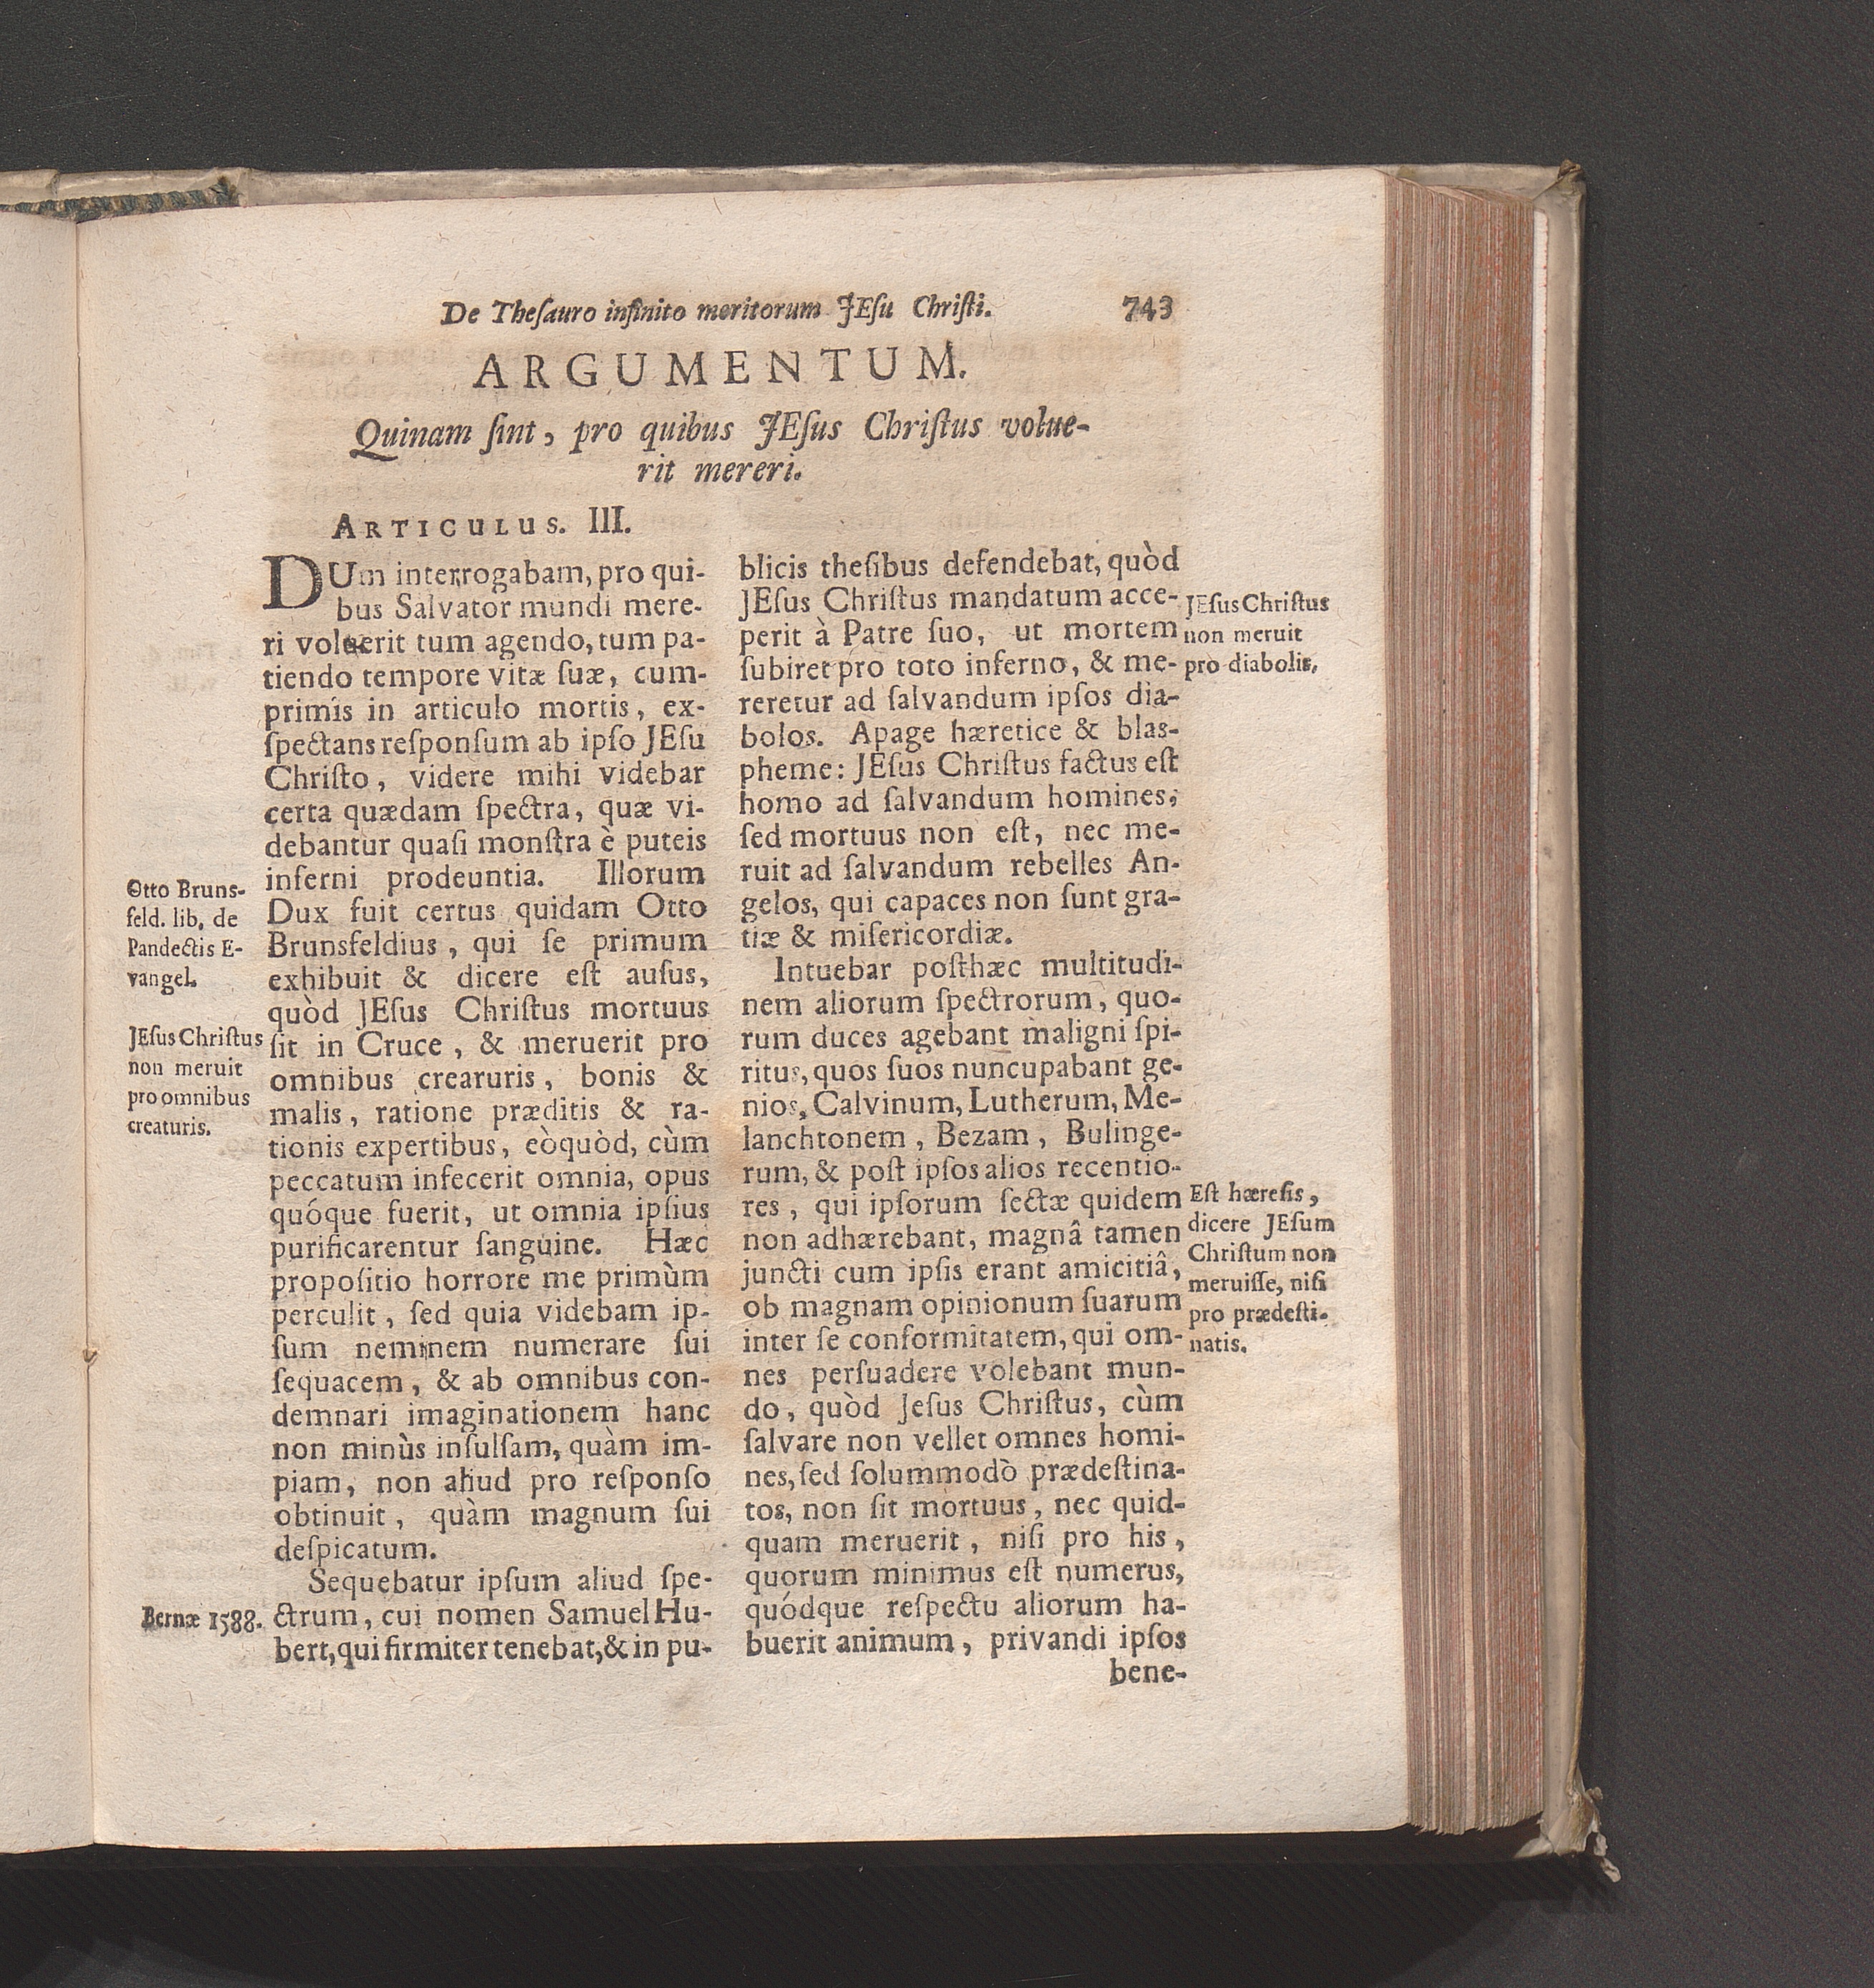 De Theſauro infinito meritorum JEſu Chriſti. 743
ARGUMENTUM.
Quinam ſint, pro quibus JEſus Chriſtus volue-
rit mereri.
ARTICULUS. III.
DUm interrogabam, pro qui-
bus Salvator mundi mere-
ri voluerit tum agendo, tum pa-
tiendo tempore vitæ ſuæ, cum-
primis in articulo mortis, ex-
ſpectans reſponſum ab ipſo JEſu
Chriſto, videre mihi videbar
certa quædam ſpectra, quæ vi-
debantur quaſi monſtra è puteis
inferni prodeuntia. Illorum
Dux fuit certus quidam Otto
Brunsfeldius, qui ſe primum
exhibuit & dicere eſt auſus,
quòd JEſus Chriſtus mortuus
ſit in Cruce, & meruerit pro
omnibus crearuris, bonis &
malis, ratione præditis & ra-
tionis expertibus, eòquòd, cùm
peccatum infecerit omnia, opus
quóque fuerit, ut omnia ipſius
purificarentur ſanguine. Hæc
propoſitio horrore me primùm
perculit, ſed quia videbam ip-
ſum neminem numerare ſui
ſequacem, & ab omnibus con-
demnari imaginationem hanc
non minùs inſulſam, quàm im-
piam, non aliud pro reſponſo
obtinuit, quàm magnum ſui
deſpicatum.
Sequebatur ipſum aliud ſpe-
ctrum, cui nomen Samuel Hu-
bert, qui firmiter tenebat, & in pu-
Otto Bruns-
feld. lib. de
Pandectis E-
vangel.
JEſus Chriſtus
non meruit
pro omnibus
creaturis.
Bernæ 1588.
blicis theſibus defendebat, quòd
JEſus Chriſtus mandatum acce-
perit à Patre ſuo, ut mortem
ſubiret pro toto inferno, & me-
reretur ad ſalvandum ipſos dia-
bolos. Apage hæretice & blas-
pheme: JEſus Chriſtus factus eſt
homo ad ſalvandum homines;
ſed mortuus non eſt, nec me-
ruit ad ſalvandum rebelles An-
gelos, qui capaces non ſunt gra-
tiæ & miſericordiæ.
Intuebar poſthæc multitudi-
nem aliorum ſpectrorum, quo-
rum duces agebant maligni ſpi-
ritus, quos ſuos nuncupabant ge-
nios, Calvinum, Lutherum, Me-
lanchtonem, Bezam, Bulinge-
rum, & poſt ipſos alios recentio-
res, qui ipſorum ſectæ quidem
non adhærebant, magnâ tamen
juncti cum ipſis erant amicitiâ,
ob magnam opinionum ſuarum
inter ſe conformitatem, qui om-
nes perſuadere volebant mun-
do, quòd Jeſus Chriſtus, cùm
ſalvare non vellet omnes homi-
nes, ſed ſolummodò prædeſtina-
tos, non ſit mortuus, nec quid-
quam meruerit, niſi pro his,
quorum minimus eſt numerus,
quódque reſpectu aliorum ha-
buerit animum, privandi ipſos
bene-
JEſus Chriſtus
non meruit
pro diabolis.
Eſt hæreſis,
dicere JEſum
Chriſtum non
meruiſſe, niſi
pro prædeſti-
natis.